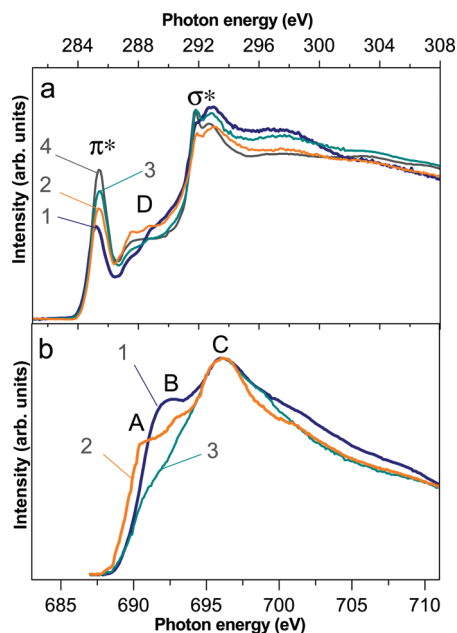 Photon energy (eV)
284 288 292 296 300 304 308
a
σ*
π*
4
3
D
2
1
Intensity (arb. units)
b
1
C
B
A
2
3
Intensity (arb. units)
685 690 695 700 705 710
Photon energy (eV)